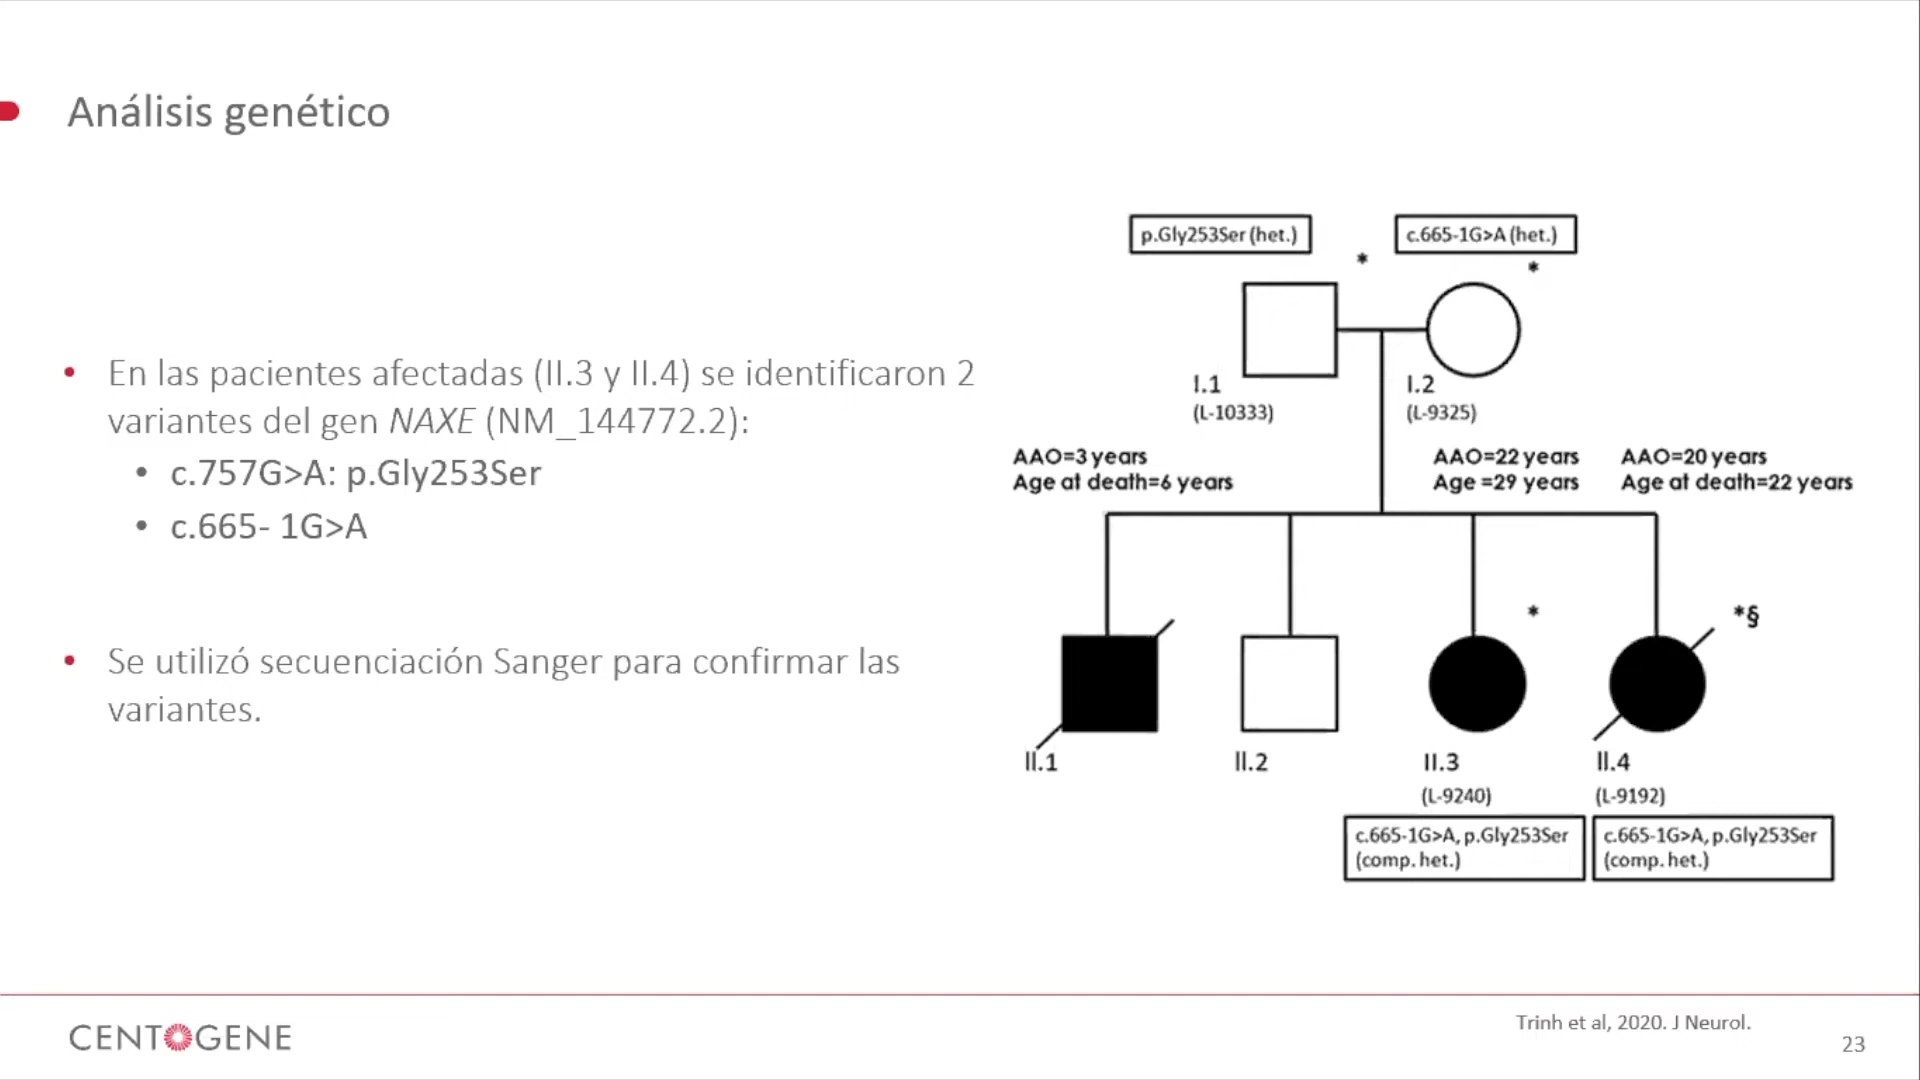 Análisis genético
• En las pacientes afectadas (II.3 y II.4) se identificaron 2
variantes del gen NAXE (NM_144772.2):
• c.757G>A: p.Gly253Ser
• c.665- 1G>A
• Se utilizó secuenciación Sanger para confirmar las
variantes.
p.Gly253Ser (het.)
c.665-1G>A (het.)
*
*
I.1
(L-10333)
I.2
(L-9325)
AAO=3 years
Age at death=6 years
AAO=22 years
Age =29 years
AAO=20 years
Age at death=22 years
*
*§
II.1
II.2
II.3
(L-9240)
II.4
(L-9192)
c.665-1G>A, p.Gly253Ser
(comp. het.)
c.665-1G>A, p.Gly253Ser
(comp. het.)
CENTOGENE
Trinh et al, 2020. J Neurol.
23